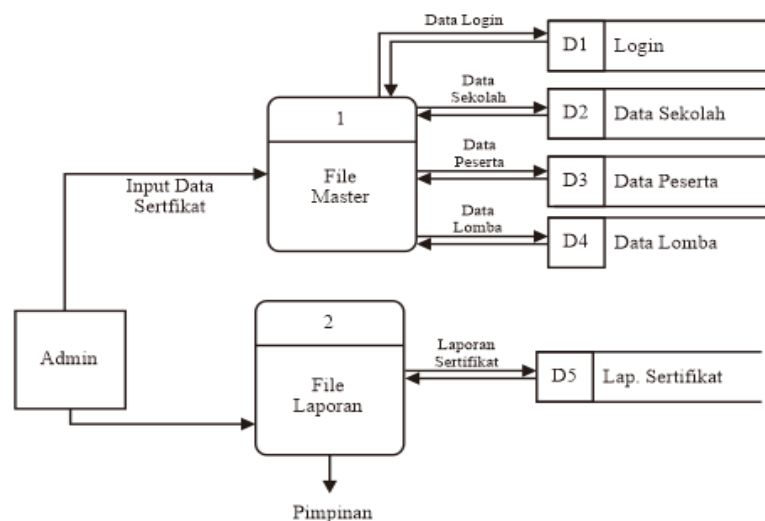 Data Login
D1 Login
Data
Sekolah
D2 Data Sekolah
1
File
Master
Data
Peserta
D3 Data Peserta
Input Data
Sertfikat
Data
Lomba
D4 Data Lomba
2
Admin
File
Laporan
Laporan
Sertifikat
D5 Lap. Sertifikat
Pimpinan